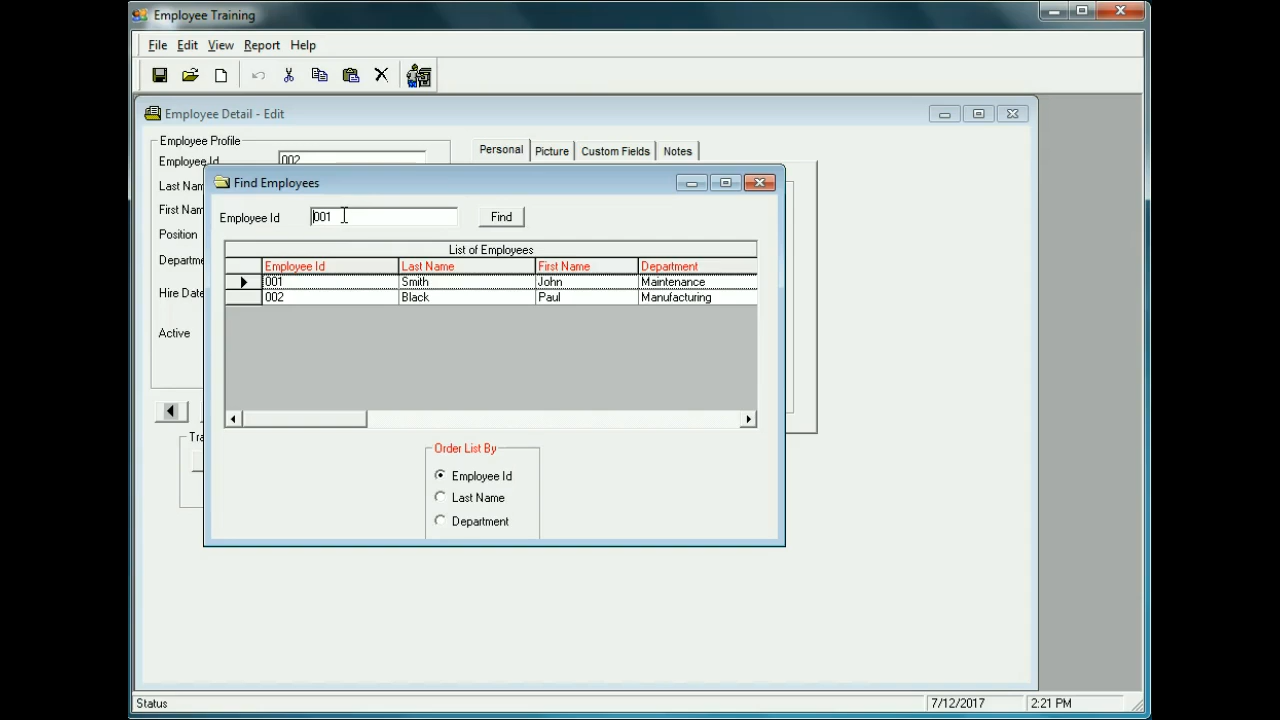 Employee Training
File Edit View Report Help
Employee Detail - Edit
Employee Profile
Employee Id 002
Last Nam
First Nam
Position
Departme
Hire Date
Active
Personal Picture Custom Fields Notes
Tra
Find Employees
Employee Id 001 Find
List of Employees
Employee Id Last Name First Name Department
001 Smith John Maintenance
002 Black Paul Manufacturing
Order List By
Employee Id
Last Name
Department
Status 7/12/2017 2:21 PM